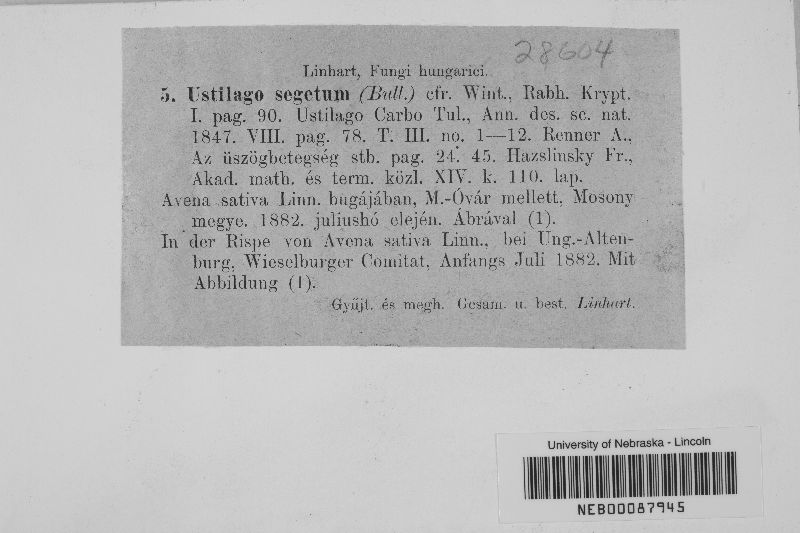 28604
Linhart, Fungi hungarici.
5. Ustilago segetum (Bull.) cfr. Wint., Rabh. Krypt.
I. pag. 90. Ustilago Carbo Tul., Ann. des. sc. nat.
1847. VIII. pag. 78. T. III. no. 1—12. Renner A.,
Az üszögbetegség stb. pag. 24. 45. Hazslinsky Fr.,
Akad. math. és term. közl. XIV. k. 110. lap.
Avena sativa Linn. bugájában, M.-Óvár mellett, Mosony
megye. 1882. juliushó elején. Ábrával (1).
In der Rispe von Avena sativa Linn., bei Ung.-Alten-
burg, Wieselburger Comitat, Anfangs Juli 1882. Mit
Abbildung (1).
Gyűjt. és megh. Gesam. u. best. Linhart.
University of Nebraska - Lincoln
NEB00087945